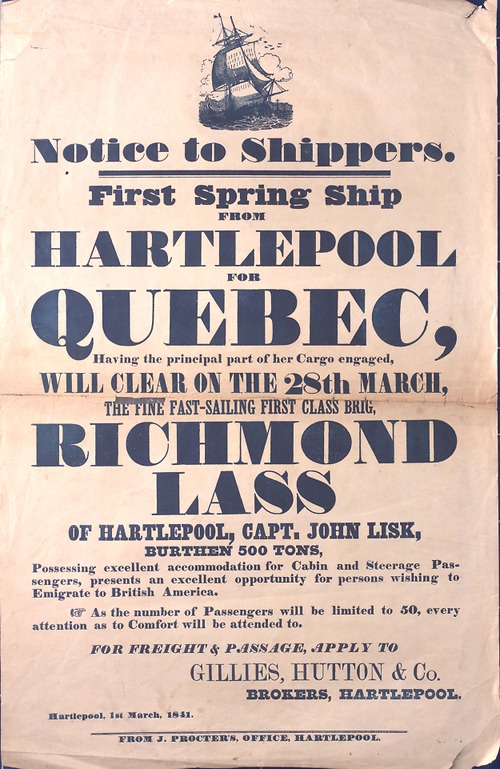 Notice to Shippers.
First Spring Ship
FROM
HARTLEPOOL
FOR
QUEBEC,
Having the principal part of her Cargo engaged,
WILL CLEAR ON THE 28th MARCH,
THE FINE FAST-SAILING FIRST CLASS BRIG,
RICHMOND
LASS
OF HARTLEPOOL, CAPT. JOHN LISK,
BURTHEN 500 TONS,
Possessing excellent accommodation for Cabin and Steerage Pas-
sengers, presents an excellent opportunity for persons wishing to
Emigrate to British America.
☞ As the number of Passengers will be limited to 50, every
attention as to Comfort will be attended to.
FOR FREIGHT & PASSAGE, APPLY TO
GILLIES, HUTTON & Co.
BROKERS, HARTLEPOOL.
Hartlepool, 1st March, 1841.
FROM J. PROCTER'S, OFFICE, HARTLEPOOL.